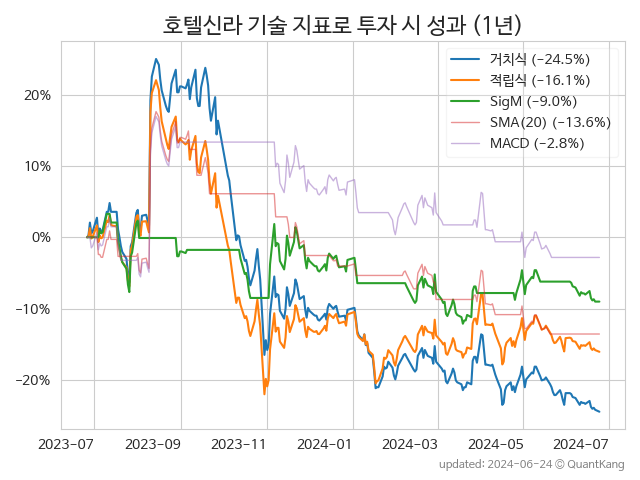 호텔신라 기술 지표로 투자 시 성과 (1년)
거치식 (−24.5%)
적립식 (−16.1%)
SigM (−9.0%)
SMA(20) (−13.6%)
MACD (−2.8%)
20%
10%
0%
−10%
−20%
2023-07 2023-09 2023-11 2024-01 2024-03 2024-05 2024-07
updated: 2024-06-24 ⓒ QuantKang